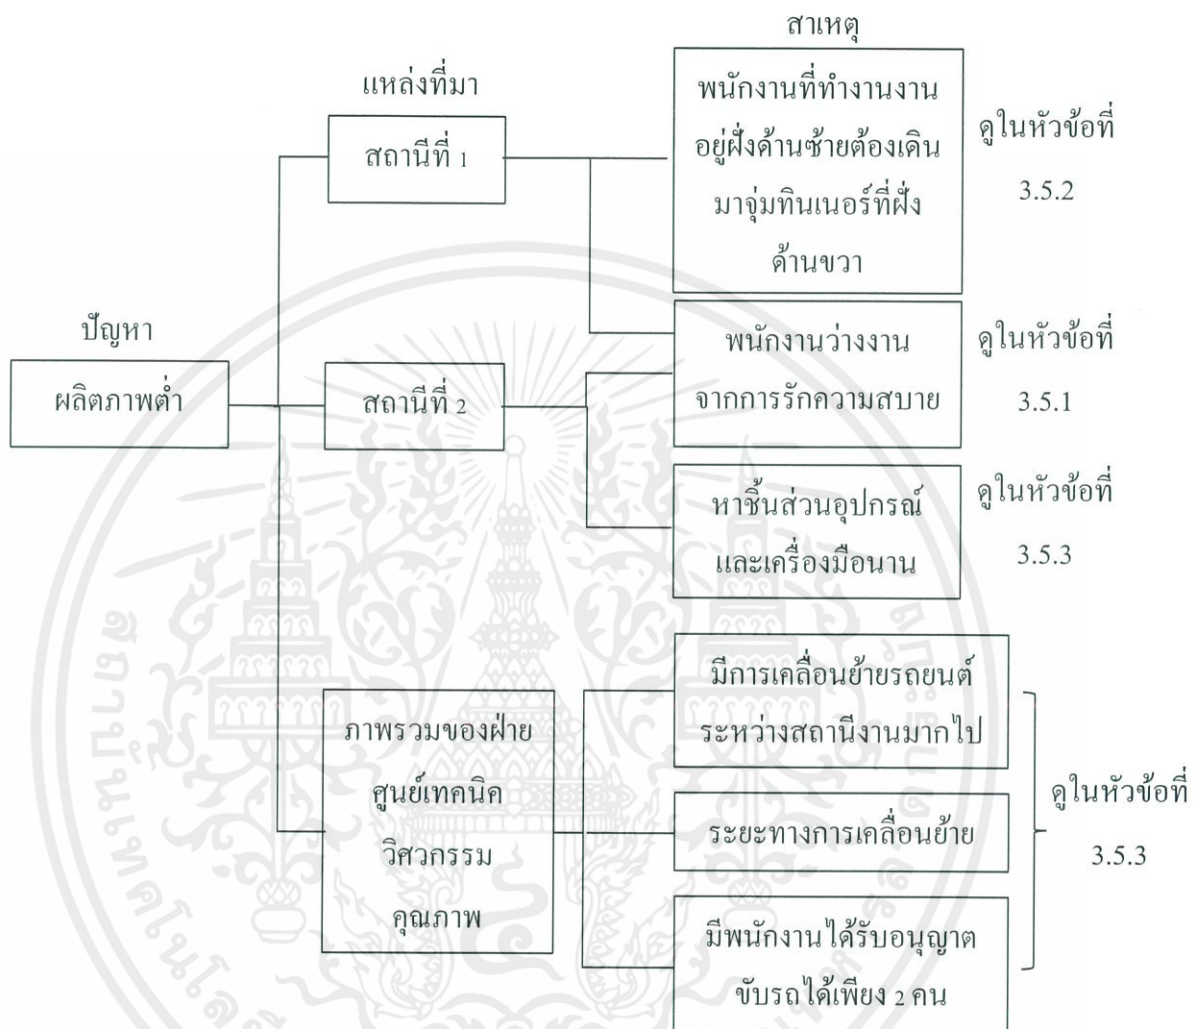 สาเหตุ
แหล่งที่มา
พนักงานที่ทำงานงาน
อยู่ฝั่งด้านซ้ายต้องเดิน
มาจุ่มทินเนอร์ที่ฝั่ง
ด้านขวา
ดูในหัวข้อที่
3.5.2
สถานีที่ 1
ปัญหา
ผลิตภาพต่ำ
สถานีที่ 2
พนักงานว่างงาน
จากการรักความสบาย
ดูในหัวข้อที่
3.5.1
หาชิ้นส่วนอุปกรณ์
และเครื่องมือนาน
ดูในหัวข้อที่
3.5.3
ภาพรวมของฝ่าย
ศูนย์เทคนิค
วิศวกรรม
คุณภาพ
มีการเคลื่อนย้ายรถยนต์
ระหว่างสถานีงานมากไป
ระยะทางการเคลื่อนย้าย
มีพนักงานได้รับอนุญาต
ขับรถได้เพียง 2 คน
ดูในหัวข้อที่
3.5.3